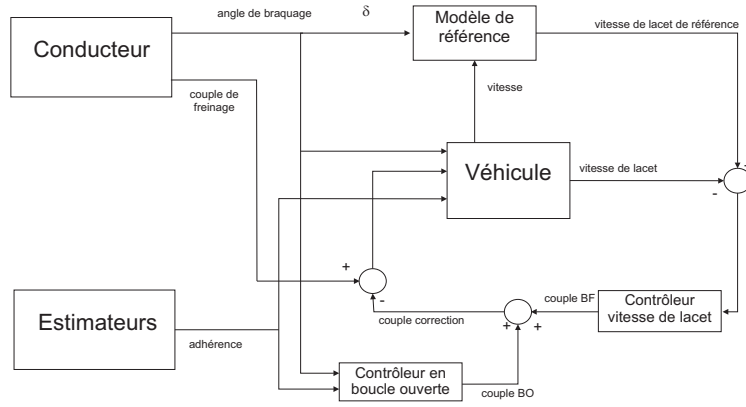 angle de braquage
δ
Modèle de
référence
vitesse de lacet de référence
Conducteur
couple de
freinage
vitesse
Véhicule
vitesse de lacet
+
-
+
-
Estimateurs
adhérence
couple correction
+
+
couple BF
Contrôleur
vitesse de lacet
Contrôleur en
boucle ouverte
couple BO